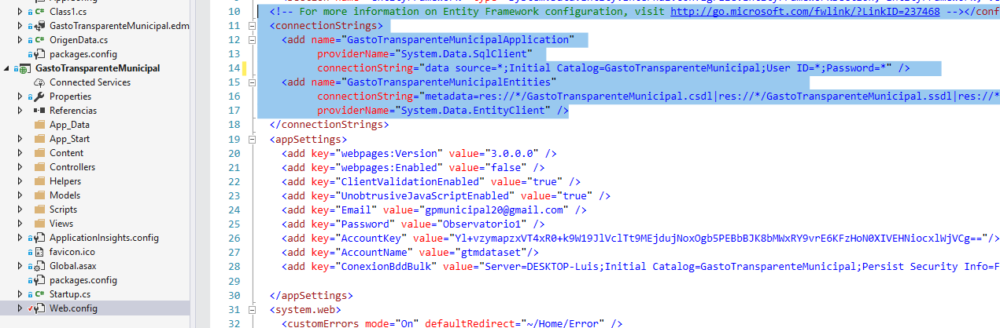 App.config
Class1.cs
GastoTransparenteMunicipal.edm
OrigenData.cs
packages.config
GastoTransparenteMunicipal
Connected Services
Properties
Referencias
App_Data
App_Start
Content
Controllers
Helpers
Models
Scripts
Views
ApplicationInsights.config
favicon.ico
Global.asax
packages.config
Startup.cs
Web.config
10 <!-- For more information on Entity Framework configuration, visit http://go.microsoft.com/fwlink/?LinkID=237468 --></conf
11 <connectionStrings>
12 <add name="GastoTransparenteMunicipalApplication"
13 providerName="System.Data.SqlClient"
14 connectionString="data source=*;Initial Catalog=GastoTransparenteMunicipal;User ID=*;Password=*" />
15 <add name="GastoTransparenteMunicipalEntities"
16 connectionString="metadata=res://*/GastoTransparenteMunicipal.csdl|res://*/GastoTransparenteMunicipal.ssdl|res://*
17 providerName="System.Data.EntityClient" />
18 </connectionStrings>
19 <appSettings>
20 <add key="webpages:Version" value="3.0.0.0" />
21 <add key="webpages:Enabled" value="false" />
22 <add key="ClientValidationEnabled" value="true" />
23 <add key="UnobtrusiveJavaScriptEnabled" value="true" />
24 <add key="Email" value="gpmunicipal20@gmail.com" />
25 <add key="Password" value="Observatorio1" />
26 <add key="AccountKey" value="Yl+vzymapzxVT4xR0+k9W19JlVclTt9MEjdujNoxOgb5PEBbBJK8bMWxRY9vrE6KFzHoN0XIVEHNiocxlWjVCg=="/>
27 <add key="AccountName" value="gtmdataset"/>
28 <add key="ConexionBddBulk" value="Server=DESKTOP-Luis;Initial Catalog=GastoTransparenteMunicipal;Persist Security Info=F
29
30 </appSettings>
31 <system.web>
32 <customErrors mode="On" defaultRedirect="~/Home/Error" />